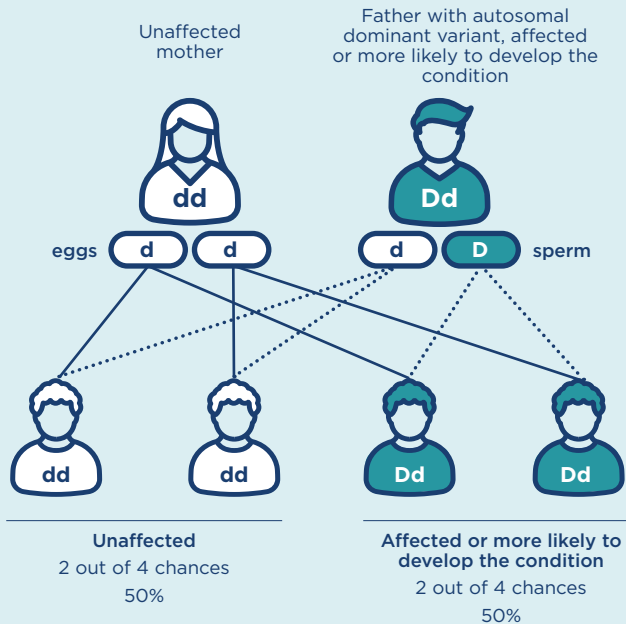 Unaffected
mother
Father with autosomal
dominant variant, affected
or more likely to develop the
condition
dd
Dd
eggs d d
d D sperm
dd
dd
Dd
Dd
Unaffected
2 out of 4 chances
50%
Affected or more likely to
develop the condition
2 out of 4 chances
50%